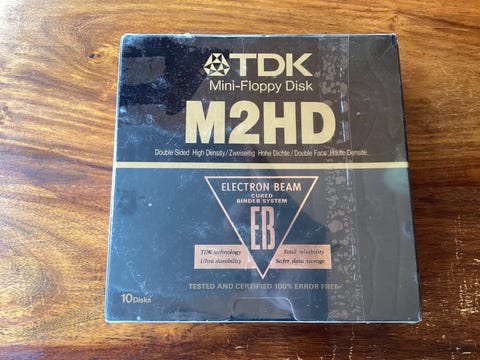 TDK
Mini-Floppy Disk
M2HD
Double Sided High Density/Zweiseitig Hohe Dichte/Double Face Haute Densité
ELECTRON BEAM
CURED
BINDER SYSTEM
EB
TDK technology
Ultra durability
Total reliability
Safer data storage
TESTED AND CERTIFIED 100% ERROR FREE
10 Disks